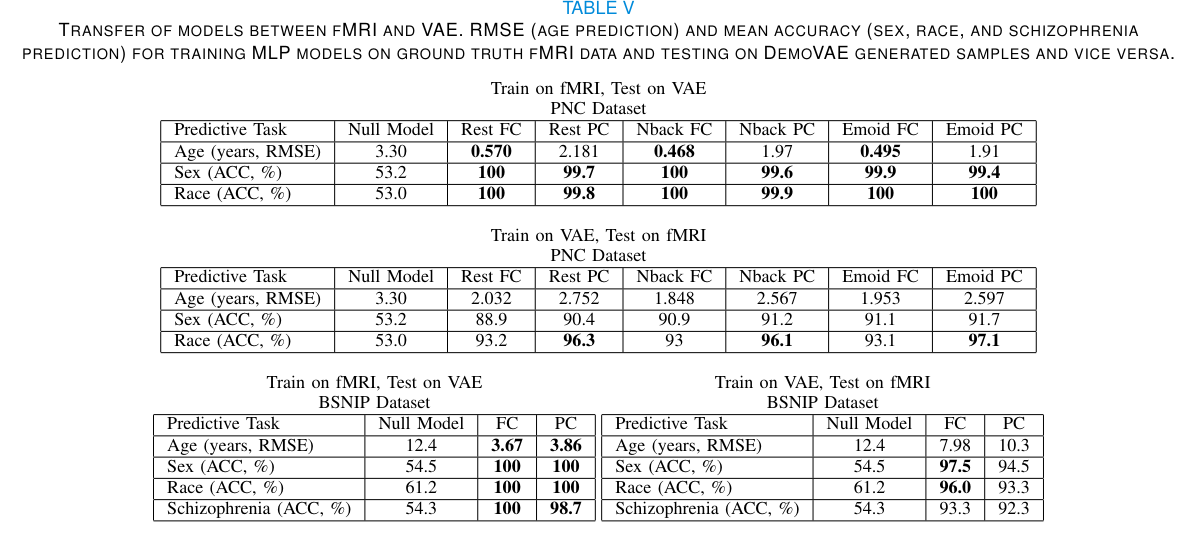 TABLE V
TRANSFER OF MODELS BETWEEN FMRI AND VAE. RMSE (AGE PREDICTION) AND MEAN ACCURACY (SEX, RACE, AND SCHIZOPHRENIA
PREDICTION) FOR TRAINING MLP MODELS ON GROUND TRUTH FMRI DATA AND TESTING ON DEMOVAE GENERATED SAMPLES AND VICE VERSA.
Train on fMRI, Test on VAE
PNC Dataset
Predictive Task Null Model Rest FC Rest PC Nback FC Nback PC Emoid FC Emoid PC
Age (years, RMSE) 3.30 0.570 2.181 0.468 1.97 0.495 1.91
Sex (ACC, %) 53.2 100 99.7 100 99.6 99.9 99.4
Race (ACC, %) 53.0 100 99.8 100 99.9 100 100
Train on VAE, Test on fMRI
PNC Dataset
Predictive Task Null Model Rest FC Rest PC Nback FC Nback PC Emoid FC Emoid PC
Age (years, RMSE) 3.30 2.032 2.752 1.848 2.567 1.953 2.597
Sex (ACC, %) 53.2 88.9 90.4 90.9 91.2 91.1 91.7
Race (ACC, %) 53.0 93.2 96.3 93 96.1 93.1 97.1
Train on fMRI, Test on VAE
BSNIP Dataset
Predictive Task Null Model FC PC
Age (years, RMSE) 12.4 3.67 3.86
Sex (ACC, %) 54.5 100 100
Race (ACC, %) 61.2 100 100
Schizophrenia (ACC, %) 54.3 100 98.7
Train on VAE, Test on fMRI
BSNIP Dataset
Predictive Task Null Model FC PC
Age (years, RMSE) 12.4 7.98 10.3
Sex (ACC, %) 54.5 97.5 94.5
Race (ACC, %) 61.2 96.0 93.3
Schizophrenia (ACC, %) 54.3 93.3 92.3